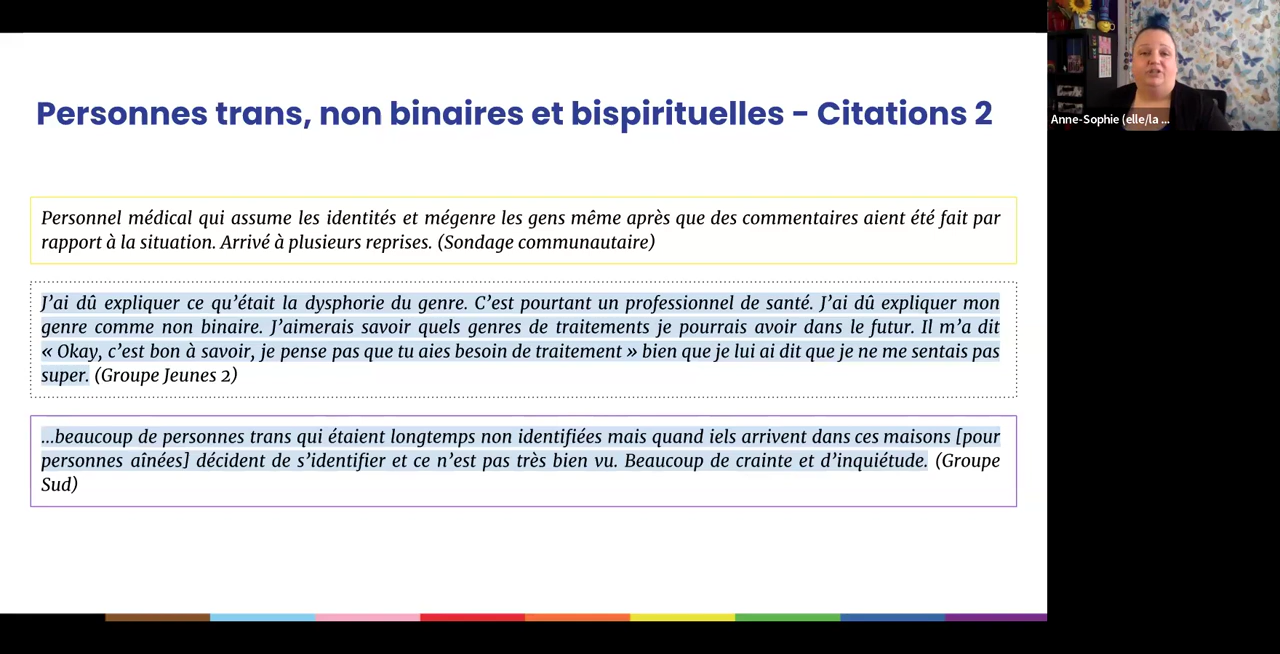 Personnes trans, non binaires et bispirituelles - Citations 2
Anne-Sophie (elle/la ...
Personnel médical qui assume les identités et mégenre les gens même après que des commentaires aient été fait par
rapport à la situation. Arrivé à plusieurs reprises. (Sondage communautaire)
J’ai dû expliquer ce qu’était la dysphorie du genre. C’est pourtant un professionnel de santé. J’ai dû expliquer mon
genre comme non binaire. J’aimerais savoir quels genres de traitements je pourrais avoir dans le futur. Il m’a dit
« Okay, c’est bon à savoir, je pense pas que tu aies besoin de traitement » bien que je lui ai dit que je ne me sentais pas
super. (Groupe Jeunes 2)
...beaucoup de personnes trans qui étaient longtemps non identifiées mais quand iels arrivent dans ces maisons [pour
personnes aînées] décident de s’identifier et ce n’est pas très bien vu. Beaucoup de crainte et d’inquiétude. (Groupe
Sud)